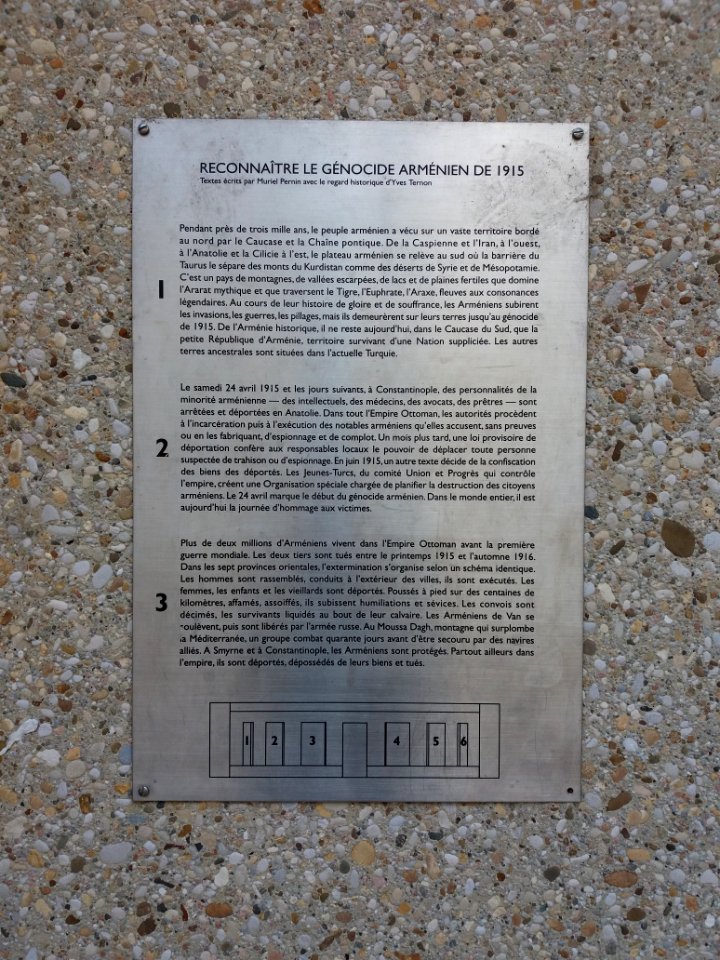 RECONNAÎTRE LE GÉNOCIDE ARMÉNIEN DE 1915
Textes écrits par Muriel Pernin avec le regard historique d'Yves Ternon
Pendant près de trois mille ans, le peuple arménien a vécu sur un vaste territoire bordé
au nord par le Caucase et la Chaîne pontique. De la Caspienne et l'Iran, à l'ouest,
à l'Anatolie et la Cilicie à l'est, le plateau arménien se relève au sud où la barrière du
Taurus le sépare des monts du Kurdistan comme des déserts de Syrie et de Mésopotamie.
1
C'est un pays de montagnes, de vallées escarpées, de lacs et de plaines fertiles que domine
l'Ararat mythique et que traversent le Tigre, l'Euphrate, l'Araxe, fleuves aux consonances
légendaires. Au cours de leur histoire de gloire et de souffrance, les Arméniens subirent
les invasions, les guerres, les pillages, mais ils demeurèrent sur leurs terres jusqu'au génocide
de 1915. De l'Arménie historique, il ne reste aujourd'hui, dans le Caucase du Sud, que la
petite République d'Arménie, territoire survivant d'une Nation suppliciée. Les autres
terres ancestrales sont situées dans l'actuelle Turquie.
Le samedi 24 avril 1915 et les jours suivants, à Constantinople, des personnalités de la
minorité arménienne — des intellectuels, des médecins, des avocats, des prêtres — sont
arrêtées et déportées en Anatolie. Dans tout l'Empire Ottoman, les autorités procèdent
à l'incarcération puis à l'exécution des notables arméniens qu'elles accusent, sans preuves
ou en les fabriquant, d'espionnage et de complot. Un mois plus tard, une loi provisoire de
2
déportation confère aux responsables locaux le pouvoir de déplacer toute personne
suspectée de trahison ou d'espionnage. En juin 1915, un autre texte décide de la confiscation
des biens des déportés. Les Jeunes-Turcs, du comité Union et Progrès qui contrôle
l'empire, créent une Organisation spéciale chargée de planifier la destruction des citoyens
arméniens. Le 24 avril marque le début du génocide arménien. Dans le monde entier, il est
aujourd'hui la journée d'hommage aux victimes.
Plus de deux millions d'Arméniens vivent dans l'Empire Ottoman avant la première
guerre mondiale. Les deux tiers sont tués entre le printemps 1915 et l'automne 1916.
Dans les sept provinces orientales, l'extermination s'organise selon un schéma identique.
Les hommes sont rassemblés, conduits à l'extérieur des villes, ils sont exécutés. Les
femmes, les enfants et les vieillards sont déportés. Poussés à pied sur des centaines de
3
kilomètres, affamés, assoiffés, ils subissent humiliations et sévices. Les convois sont
décimés, les survivants liquidés au bout de leur calvaire. Les Arméniens de Van se
soulèvent, puis sont libérés par l'armée russe. Au Moussa Dagh, montagne qui surplombe
la Méditerranée, un groupe combat quarante jours avant d'être secouru par des navires
alliés. A Smyrne et à Constantinople, les Arméniens sont protégés. Partout ailleurs dans
l'empire, ils sont déportés, dépossédés de leurs biens et tués.
1 2 3 4 5 6